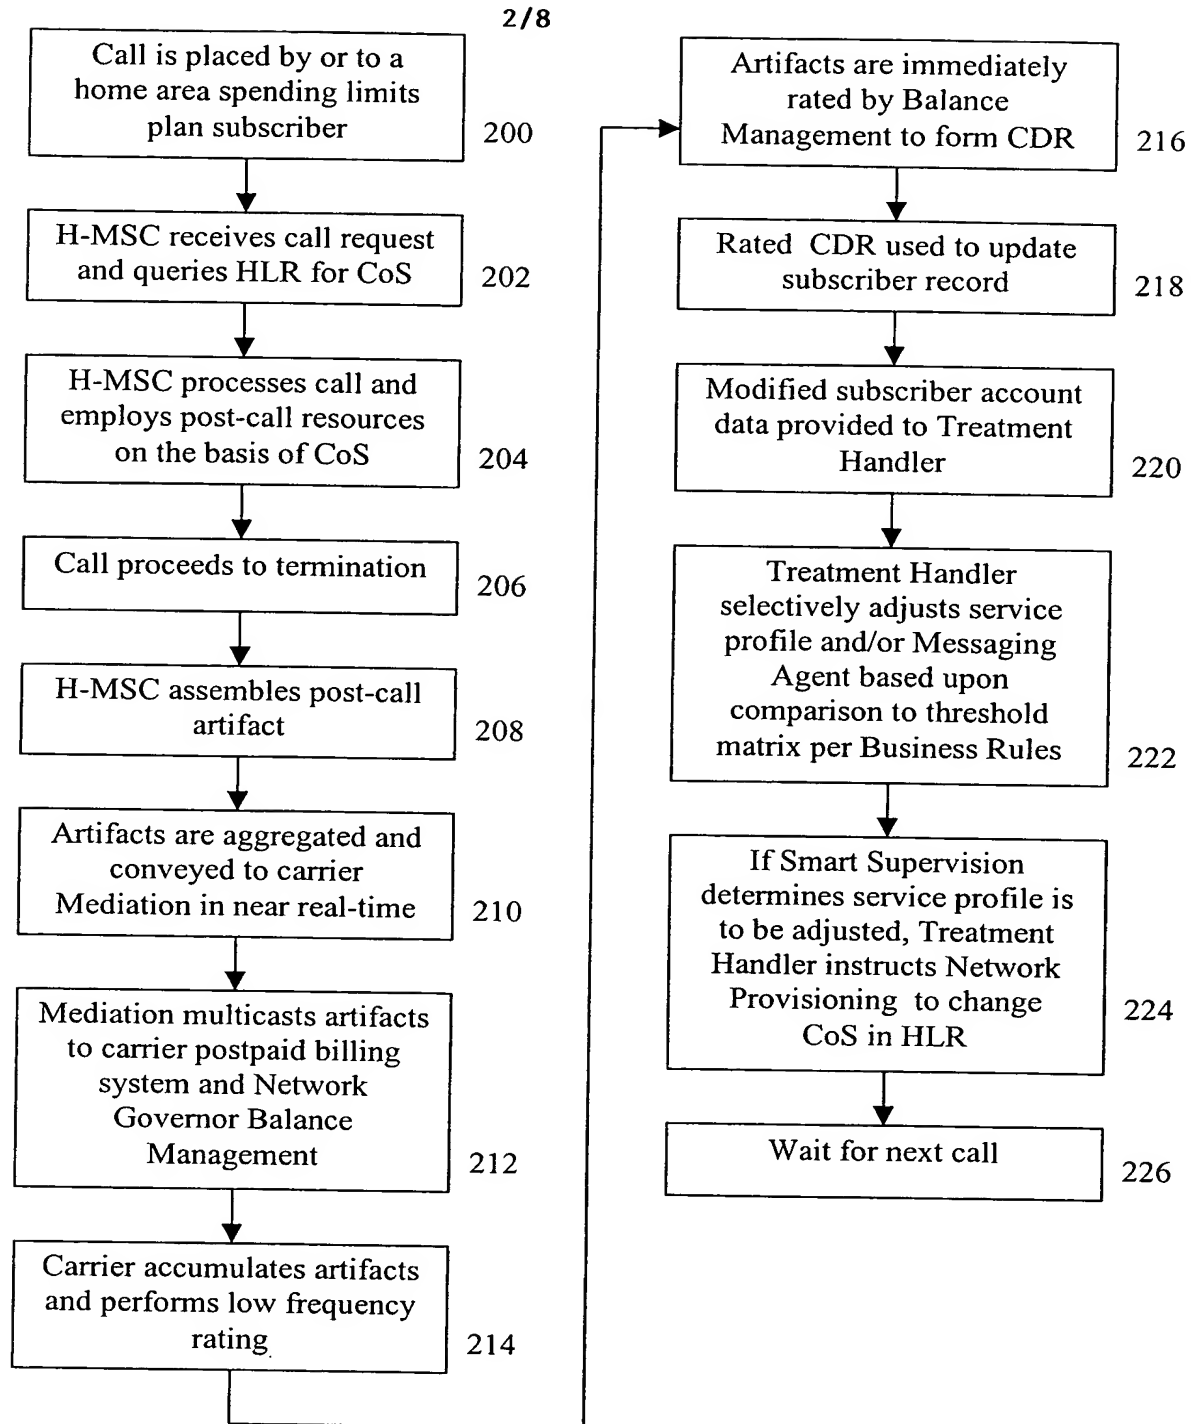 2/8
Call is placed by or to a
home area spending limits
plan subscriber
200
H-MSC receives call request
and queries HLR for CoS
202
H-MSC processes call and
employs post-call resources
on the basis of CoS
204
Call proceeds to termination
206
H-MSC assembles post-call
artifact
208
Artifacts are aggregated and
conveyed to carrier
Mediation in near real-time
210
Mediation multicasts artifacts
to carrier postpaid billing
system and Network
Governor Balance
Management
212
Carrier accumulates artifacts
and performs low frequency
rating
214
Artifacts are immediately
rated by Balance
Management to form CDR
216
Rated CDR used to update
subscriber record
218
Modified subscriber account
data provided to Treatment
Handler
220
Treatment Handler
selectively adjusts service
profile and/or Messaging
Agent based upon
comparison to threshold
matrix per Business Rules
222
If Smart Supervision
determines service profile is
to be adjusted, Treatment
Handler instructs Network
Provisioning to change
CoS in HLR
224
Wait for next call
226